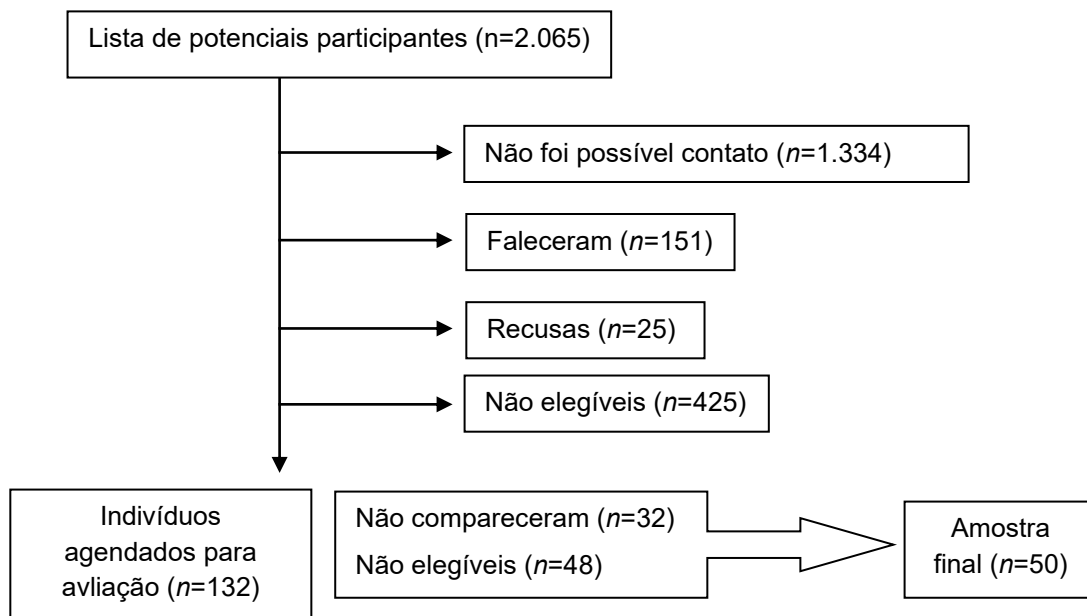 Lista de potenciais participantes (n=2.065)
Não foi possível contato (n=1.334)
Faleceram (n=151)
Recusas (n=25)
Não elegíveis (n=425)
Indivíduos
agendados para
avliação (n=132)
Não compareceram (n=32)
Não elegíveis (n=48)
Amostra
final (n=50)